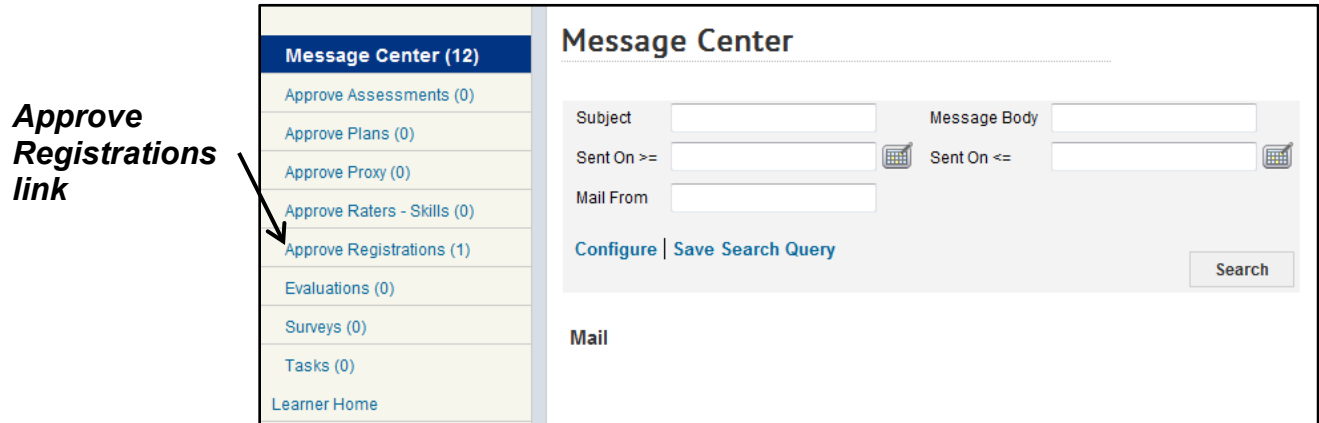 Approve
Registrations
link
Message Center (12)
Approve Assessments (0)
Approve Plans (0)
Approve Proxy (0)
Approve Raters - Skills (0)
Approve Registrations (1)
Evaluations (0)
Surveys (0)
Tasks (0)
Learner Home
Message Center
Subject Message Body
Sent On >= Sent On <=
Mail From
Configure | Save Search Query
Search
Mail